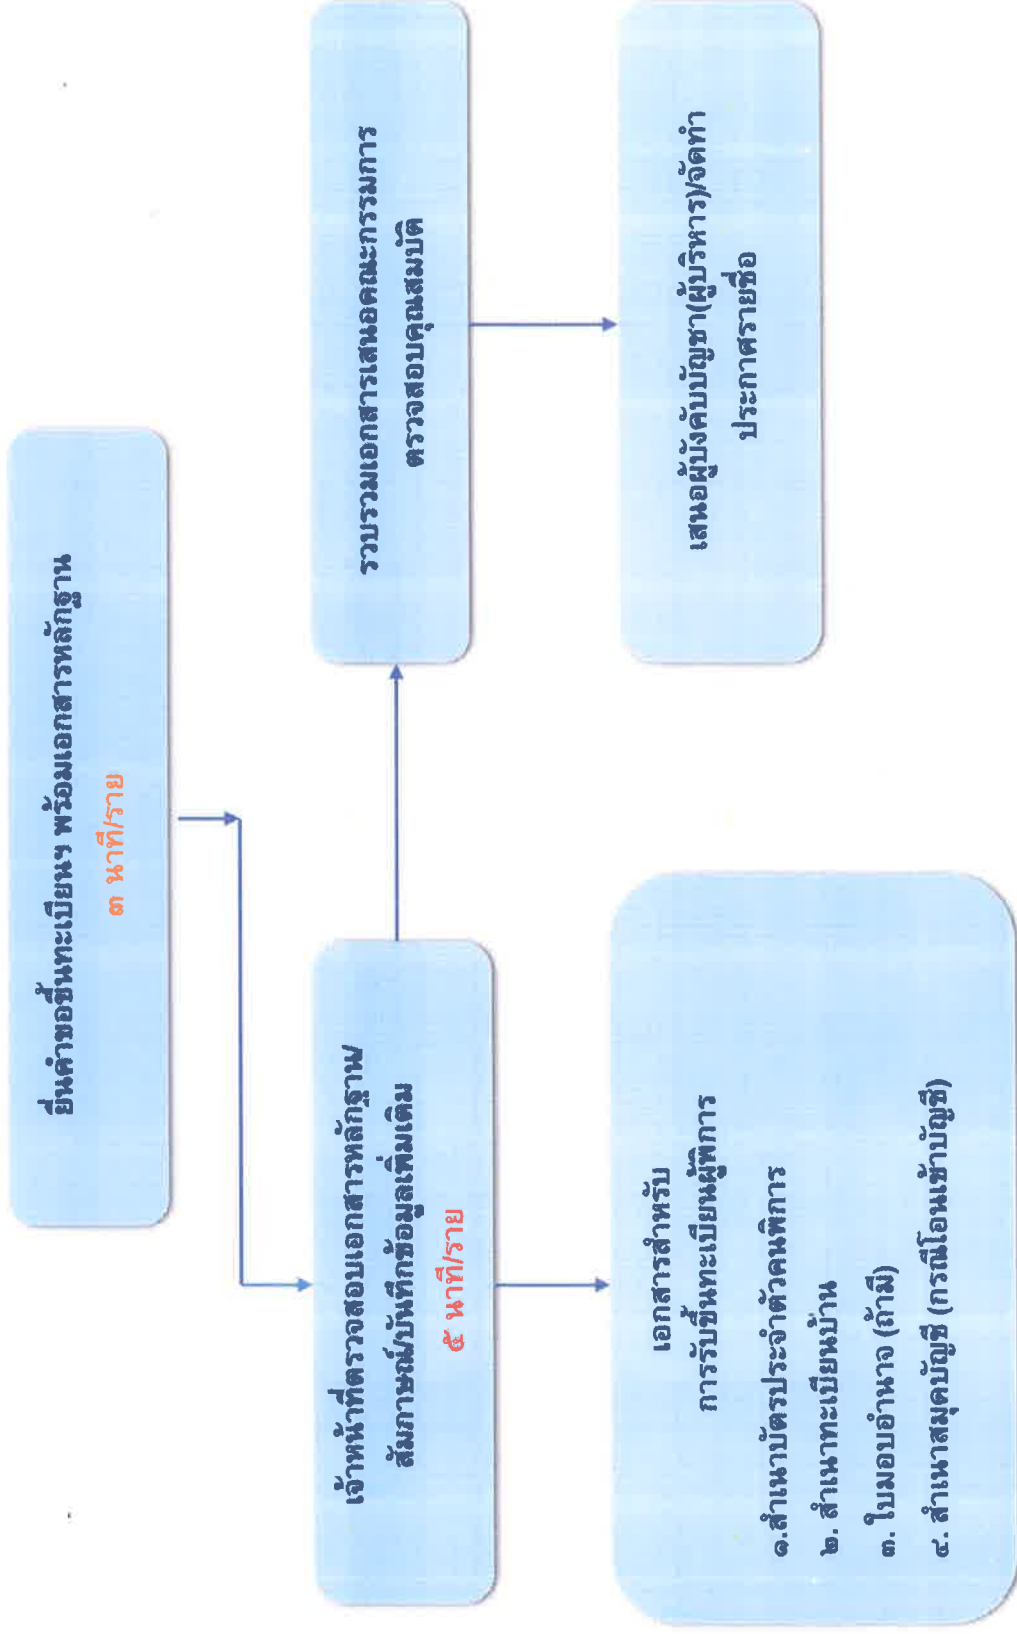 ยื่นคำขอขึ้นทะเบียนฯ พร้อมเอกสารหลักฐาน
๓ นาที/ราย
เจ้าหน้าที่ตรวจสอบเอกสารหลักฐาน/
สัมภาษณ์/บันทึกข้อมูลเพิ่มเติม
๕ นาที/ราย
รวบรวมเอกสารเสนอคณะกรรมการ
ตรวจสอบคุณสมบัติ
เสนอผู้บังคับบัญชา(ผู้บริหาร)/จัดทำ
ประกาศรายชื่อ
เอกสารสำหรับ
การรับขึ้นทะเบียนผู้พิการ
๑.สำเนาบัตรประจำตัวคนพิการ
๒. สำเนาทะเบียนบ้าน
๓. ใบมอบอำนาจ (ถ้ามี)
๔. สำเนาสมุดบัญชี (กรณีโอนเข้าบัญชี)